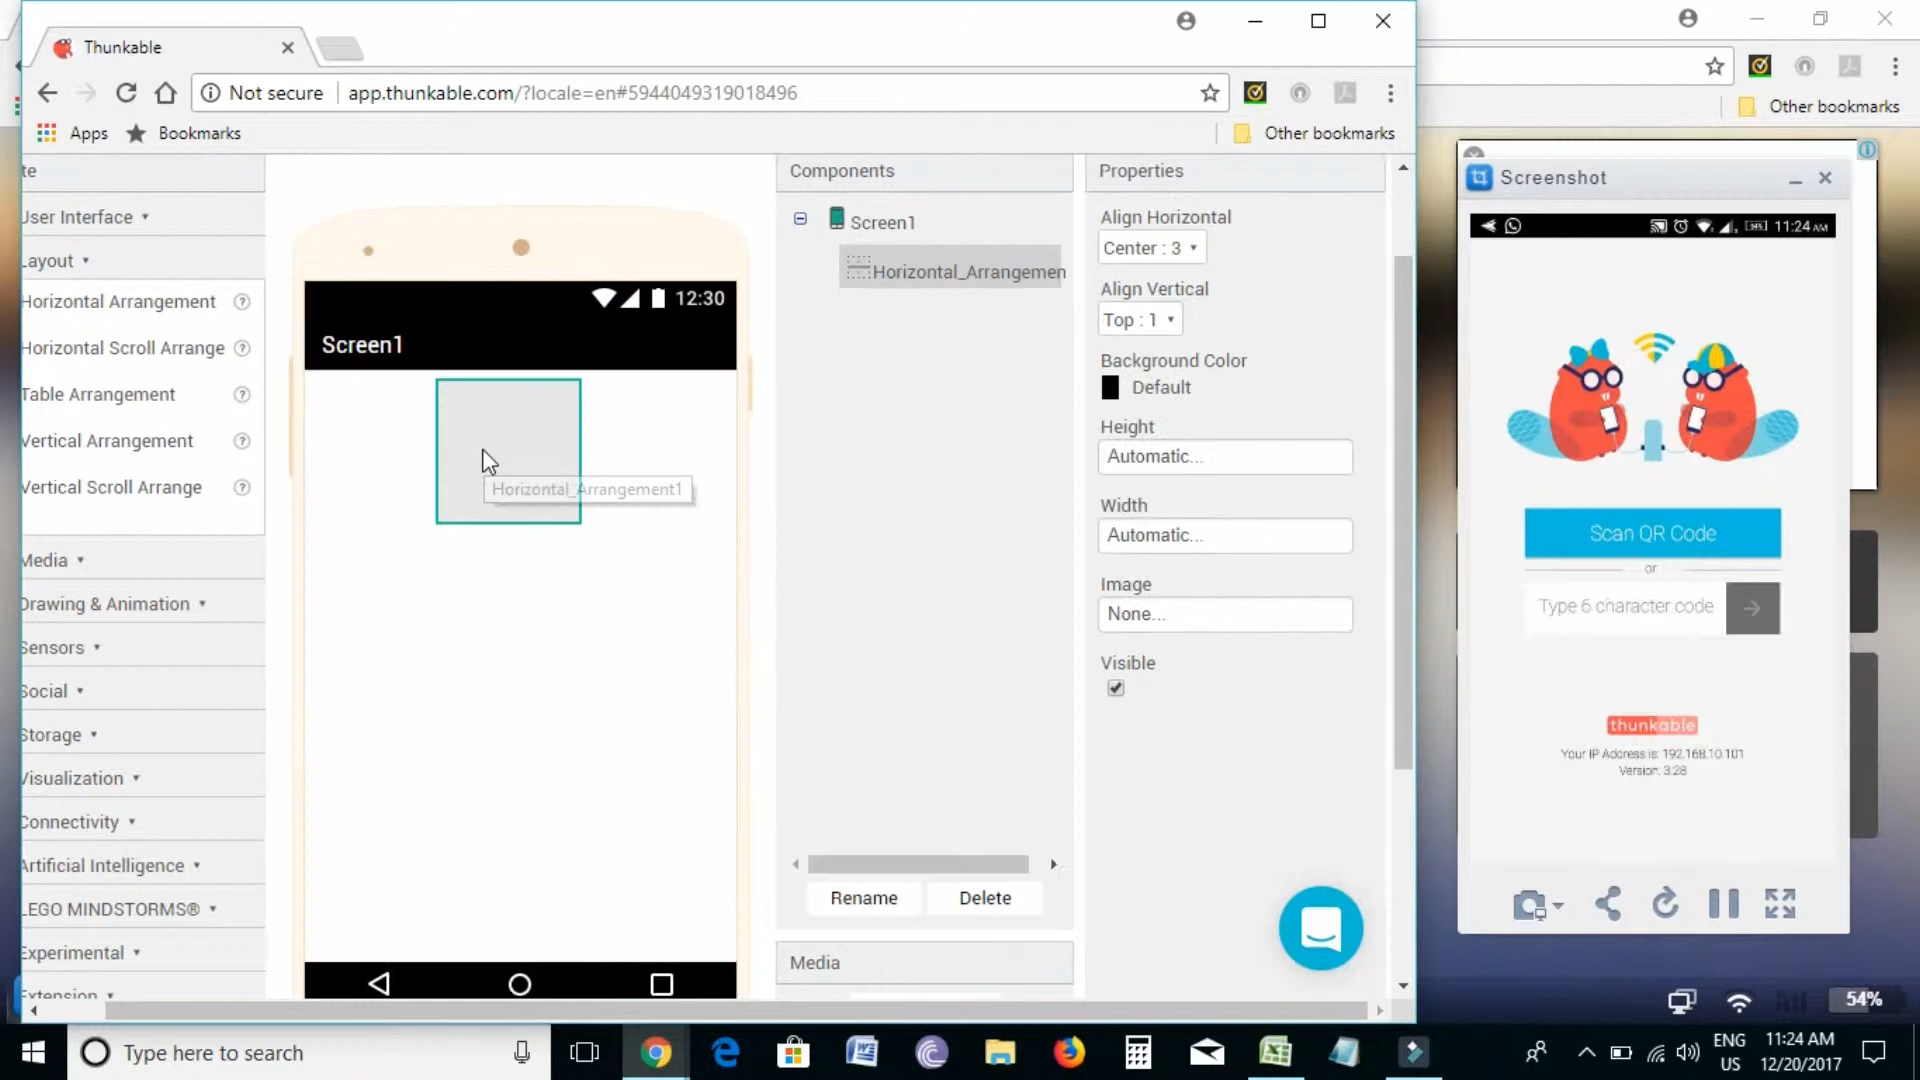 Thunkable
Not secure
app.thunkable.com/?locale=en#5944049319018496
Apps
Bookmarks
Other bookmarks
Other bookmarks
te
User Interface
Layout
Horizontal Arrangement
Horizontal Scroll Arrange
Table Arrangement
Vertical Arrangement
Vertical Scroll Arrange
Media
Drawing & Animation
Sensors
Social
Storage
Visualization
Connectivity
Artificial Intelligence
LEGO MINDSTORMS®
Experimental
Extension
12:30
Screen1
Horizontal_Arrangement1
Components
Screen1
Horizontal_Arrangemen
Rename
Delete
Media
Properties
Align Horizontal
Center : 3
Align Vertical
Top : 1
Background Color
Default
Height
Automatic...
Width
Automatic...
Image
None...
Visible
Screenshot
11:24 AM
Scan QR Code
or
Type 6 character code
thunkable
Your IP Address is: 192.168.10.101
Version: 3.28
54%
Type here to search
ENG
US
11:24 AM
12/20/2017